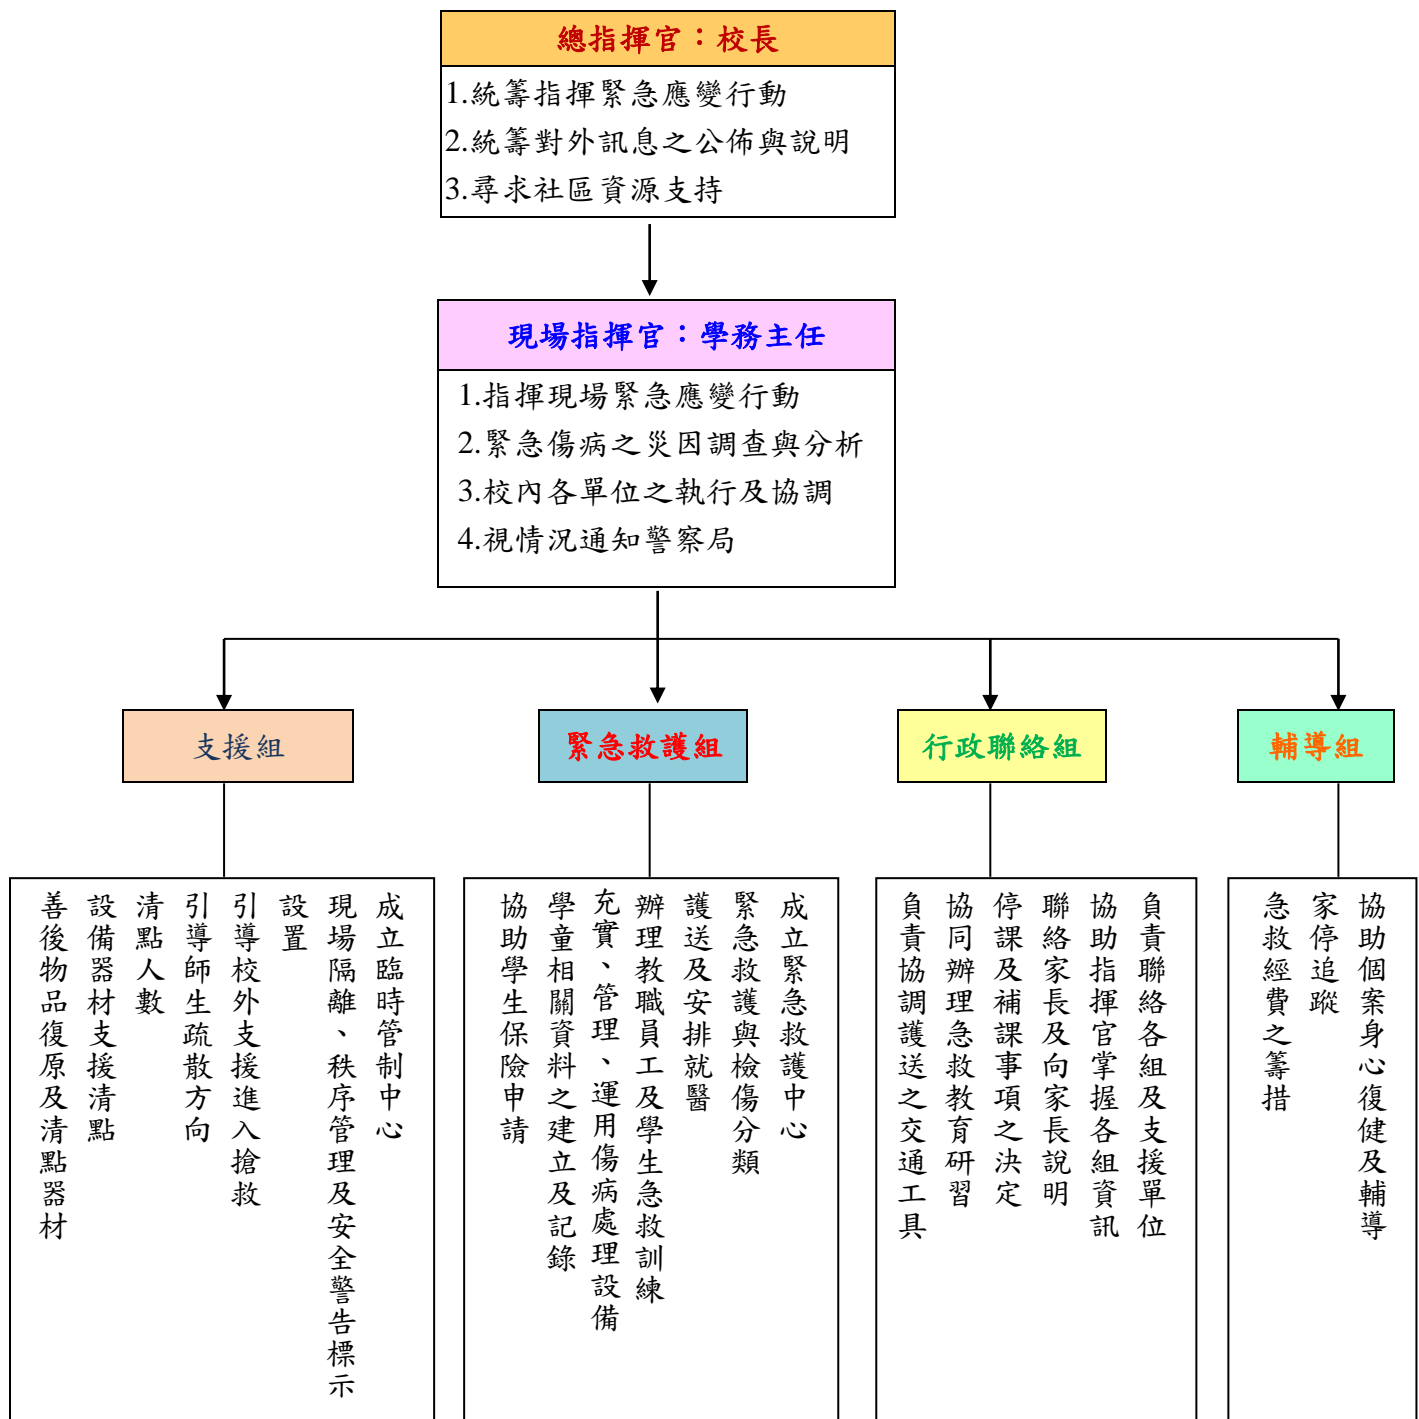 總指揮官：校長
1.統籌指揮緊急應變行動
2.統籌對外訊息之公佈與說明
3.尋求社區資源支持
現場指揮官：學務主任
1.指揮現場緊急應變行動
2.緊急傷病之災因調查與分析
3.校內各單位之執行及協調
4.視情況通知警察局
支援組
成立臨時管制中心
現場隔離、秩序管理及安全警告標示
設置
引導校外支援進入搶救
引導師生疏散方向
清點人數
設備器材支援清點
善後物品復原及清點器材
緊急救護組
成立緊急救護中心
緊急救護與檢傷分類
護送及安排就醫
辦理教職員工及學生急救訓練
充實、管理、運用傷病處理設備
學童相關資料之建立及記錄
協助學生保險申請
行政聯絡組
負責聯絡各組及支援單位
協助指揮官掌握各組資訊
聯絡家長及向家長說明
停課及補課事項之決定
協同辦理急救教育研習
負責協調護送之交通工具
輔導組
協助個案身心復健及輔導
家停追蹤
急救經費之籌措